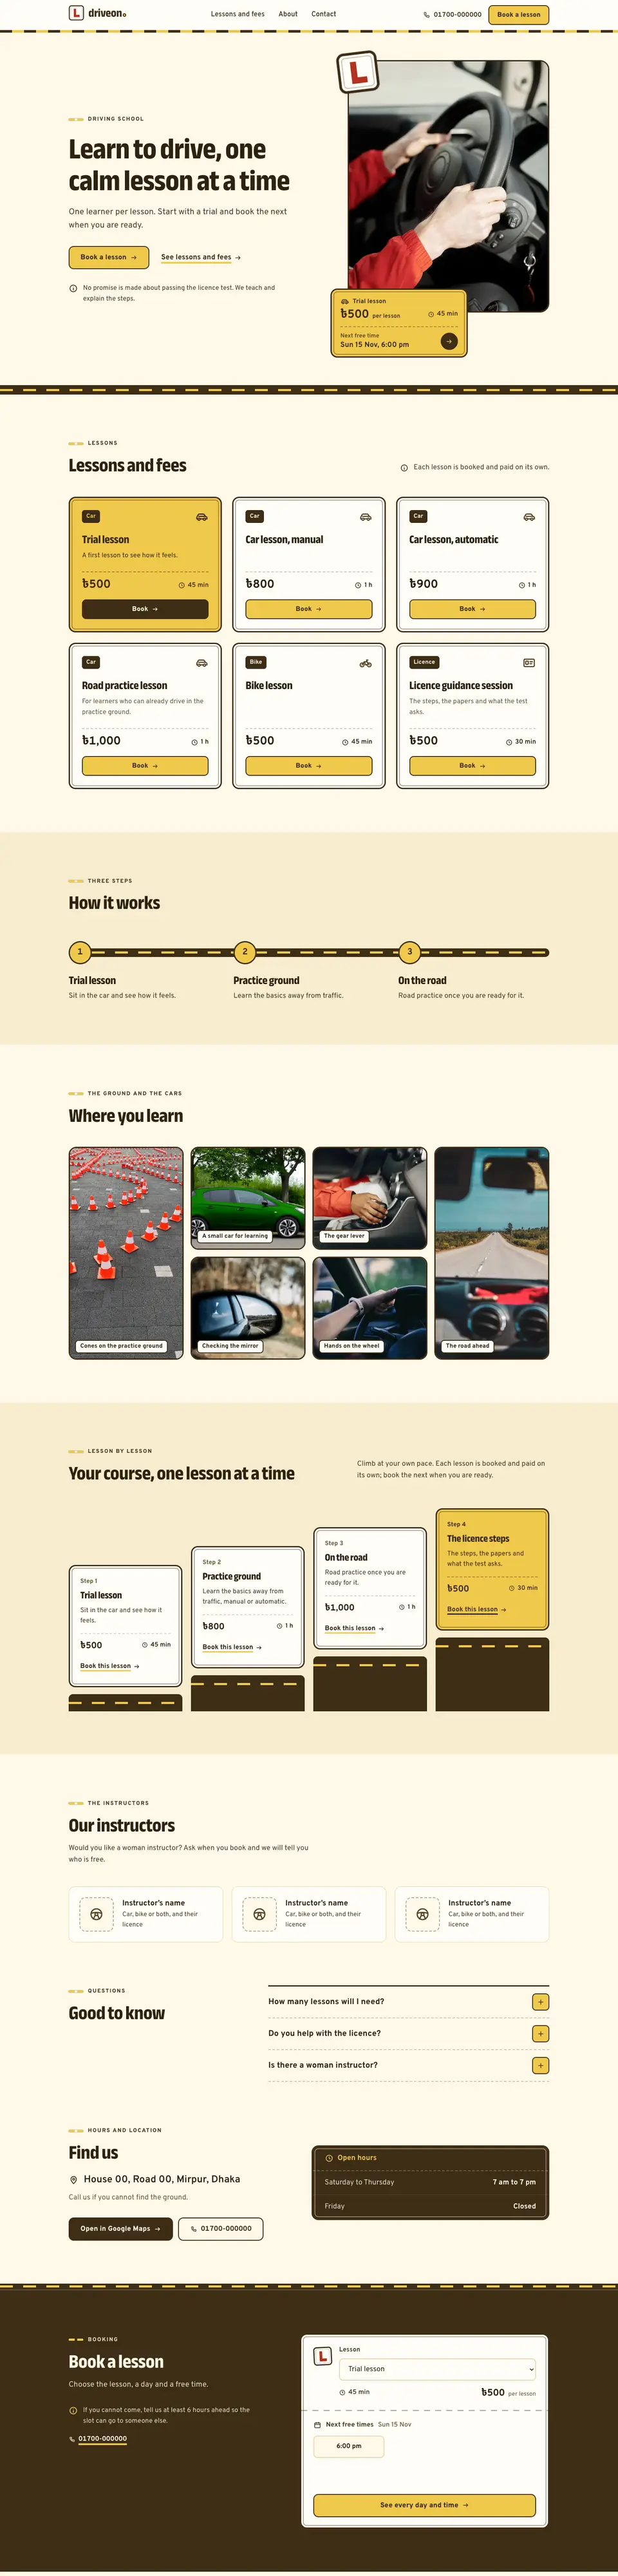 L driveon
Lessons and fees About Contact
01700-000000 Book a lesson
L
DRIVING SCHOOL
Learn to drive, one
calm lesson at a time
One learner per lesson. Start with a trial and book the next
when you are ready.
Book a lesson → See lessons and fees →
No promise is made about passing the licence test. We teach and
explain the steps.
Trial lesson
৳500 per lesson 45 min
Next free time
Sun 15 Nov, 6:00 pm →
LESSONS
Lessons and fees
Each lesson is booked and paid on its own.
Car
Trial lesson
A first lesson to see how it feels.
৳500 45 min
Book →
Car
Car lesson, manual
৳800 1 h
Book →
Car
Car lesson, automatic
৳900 1 h
Book →
Car
Road practice lesson
For learners who can already drive in the
practice ground.
৳1,000 1 h
Book →
Bike
Bike lesson
৳500 45 min
Book →
Licence
Licence guidance session
The steps, the papers and what the test
asks.
৳500 30 min
Book →
THREE STEPS
How it works
1 2 3
Trial lesson
Sit in the car and see how it feels.
Practice ground
Learn the basics away from traffic.
On the road
Road practice once you are ready for it.
THE GROUND AND THE CARS
Where you learn
Cones on the practice ground
A small car for learning
Checking the mirror
The gear lever
Hands on the wheel
The road ahead
LESSON BY LESSON
Your course, one lesson at a time
Climb at your own pace. Each lesson is booked and paid on
its own; book the next when you are ready.
Step 1
Trial lesson
Sit in the car and see how it
feels.
৳500 45 min
Book this lesson →
Step 2
Practice ground
Learn the basics away from
traffic, manual or automatic.
৳800 1 h
Book this lesson →
Step 3
On the road
Road practice once you are
ready for it.
৳1,000 1 h
Book this lesson →
Step 4
The licence steps
The steps, the papers and
what the test asks.
৳500 30 min
Book this lesson →
THE INSTRUCTORS
Our instructors
Would you like a woman instructor? Ask when you book and we will tell you
who is free.
Instructor's name
Car, bike or both, and their
licence
Instructor's name
Car, bike or both, and their
licence
Instructor's name
Car, bike or both, and their
licence
QUESTIONS
Good to know
How many lessons will I need? +
Do you help with the licence? +
Is there a woman instructor? +
HOURS AND LOCATION
Find us
House 00, Road 00, Mirpur, Dhaka
Call us if you cannot find the ground.
Open in Google Maps → 01700-000000
Open hours
Saturday to Thursday 7 am to 7 pm
Friday Closed
BOOKING
Book a lesson
Choose the lesson, a day and a free time.
If you cannot come, tell us at least 6 hours ahead so the
slot can go to someone else.
01700-000000
L
Lesson
Trial lesson
45 min ৳500 per lesson
Next free times Sun 15 Nov
6:00 pm
See every day and time →